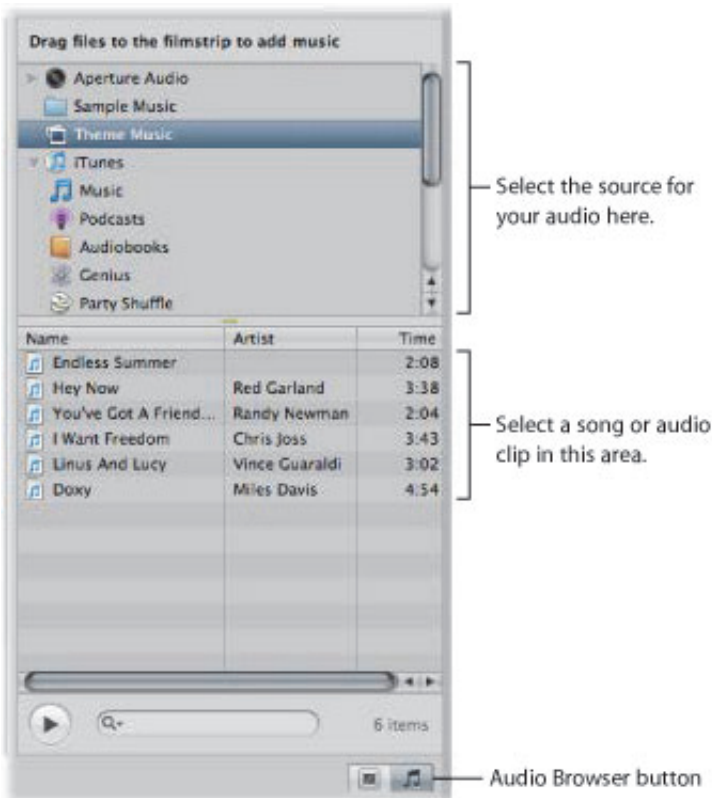 Drag files to the filmstrip to add music
Aperture Audio
Sample Music
Theme Music
iTunes
Music
Podcasts
Audiobooks
Genius
Party Shuffle
Select the source for
your audio here.
Name Artist Time
Endless Summer 2:08
Hey Now Red Garland 3:38
You've Got A Friend... Randy Newman 2:04
I Want Freedom Chris Joss 3:43
Linus And Lucy Vince Guaraldi 3:02
Doxy Miles Davis 4:54
Select a song or audio
clip in this area.
6 items
Audio Browser button